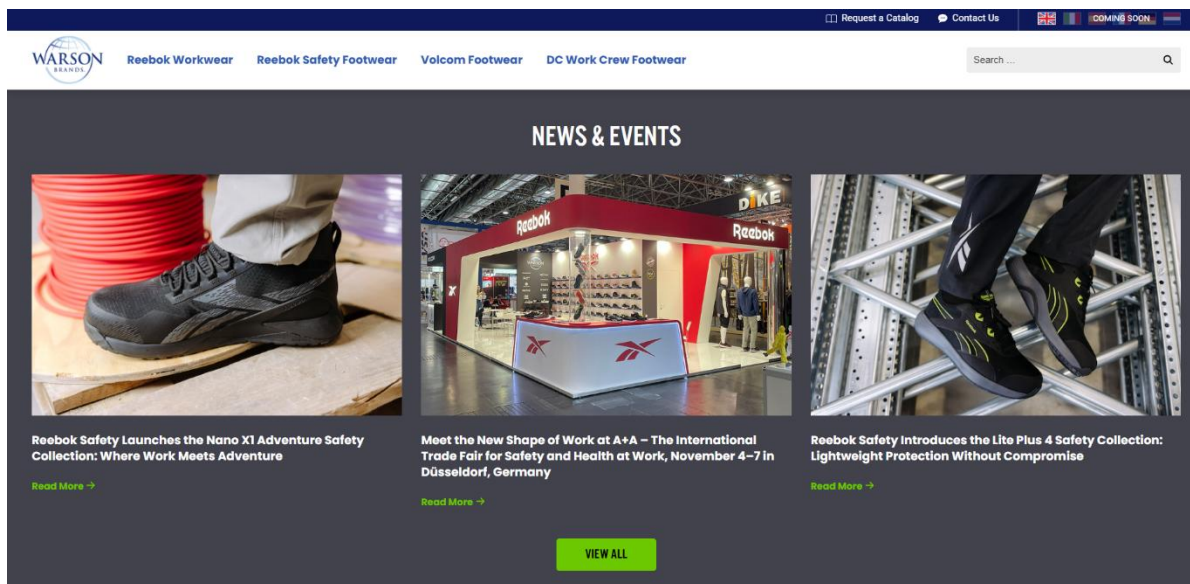 Request a Catalog
Contact Us
COMING SOON
WARSON
BRANDS
Reebok Workwear
Reebok Safety Footwear
Volcom Footwear
DC Work Crew Footwear
Search ...
NEWS & EVENTS
Reebok
DIKE
Reebok
Reebok Safety Launches the Nano X1 Adventure Safety
Collection: Where Work Meets Adventure
Read More →
Meet the New Shape of Work at A+A – The International
Trade Fair for Safety and Health at Work, November 4–7 in
Düsseldorf, Germany
Read More →
Reebok Safety Introduces the Lite Plus 4 Safety Collection:
Lightweight Protection Without Compromise
Read More →
VIEW ALL